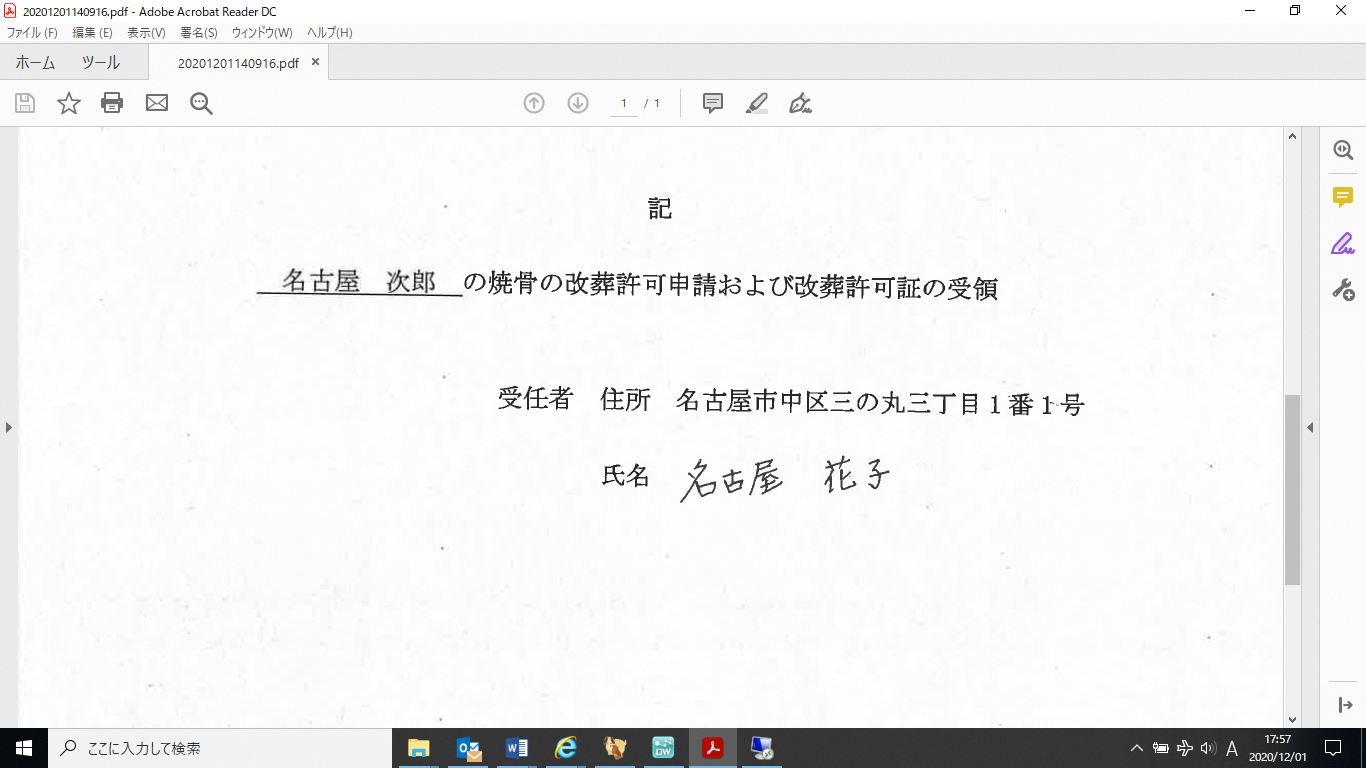 20201201140916.pdf - Adobe Acrobat Reader DC
ファイル(F) 編集(E) 表示(V) 署名(S) ウィンドウ(W) ヘルプ(H)
ホーム ツール 20201201140916.pdf ×
1 / 1
記
名古屋 次郎 の焼骨の改葬許可申請および改葬許可証の受領
受任者 住所 名古屋市中区三の丸三丁目1番1号
氏名 名古屋 花子
ここに入力して検索
A
17:57
2020/12/01